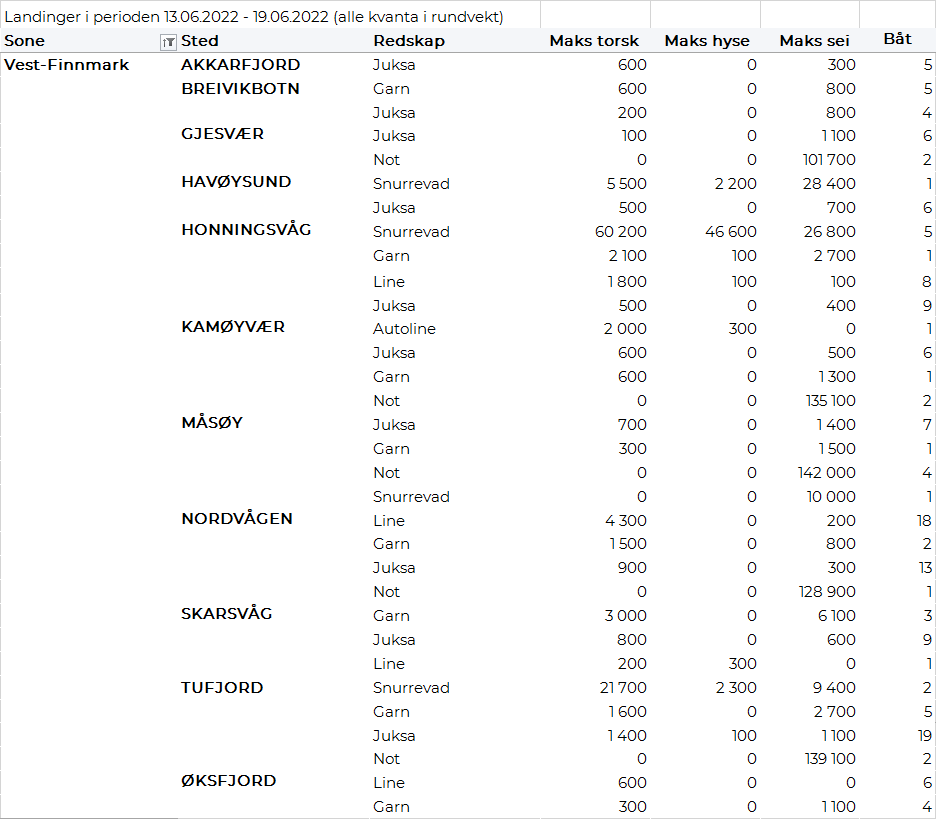 Landinger i perioden 13.06.2022 - 19.06.2022 (alle kvanta i rundvekt)
Sone Sted Redskap Maks torsk Maks hyse Maks sei Båt
Vest-Finnmark AKKARFJORD Juksa 600 0 300 5
BREIVIKBOTN Garn 600 0 800 5
Juksa 200 0 800 4
GJESVÆR Juksa 100 0 1 100 6
Not 0 0 101 700 2
HAVØYSUND Snurrevad 5 500 2 200 28 400 1
Juksa 500 0 700 6
HONNINGSVÅG Snurrevad 60 200 46 600 26 800 5
Garn 2 100 100 2 700 1
Line 1 800 100 100 8
Juksa 500 0 400 9
KAMØYVÆR Autoline 2 000 300 0 1
Juksa 600 0 500 6
Garn 600 0 1 300 1
Not 0 0 135 100 2
MÅSØY Juksa 700 0 1 400 7
Garn 300 0 1 500 1
Not 0 0 142 000 4
Snurrevad 0 0 10 000 1
NORDVÅGEN Line 4 300 0 200 18
Garn 1 500 0 800 2
Juksa 900 0 300 13
Not 0 0 128 900 1
SKARSVÅG Garn 3 000 0 6 100 3
Juksa 800 0 600 9
Line 200 300 0 1
TUFJORD Snurrevad 21 700 2 300 9 400 2
Garn 1 600 0 2 700 5
Juksa 1 400 100 1 100 19
Not 0 0 139 100 2
ØKSFJORD Line 600 0 0 6
Garn 300 0 1 100 4